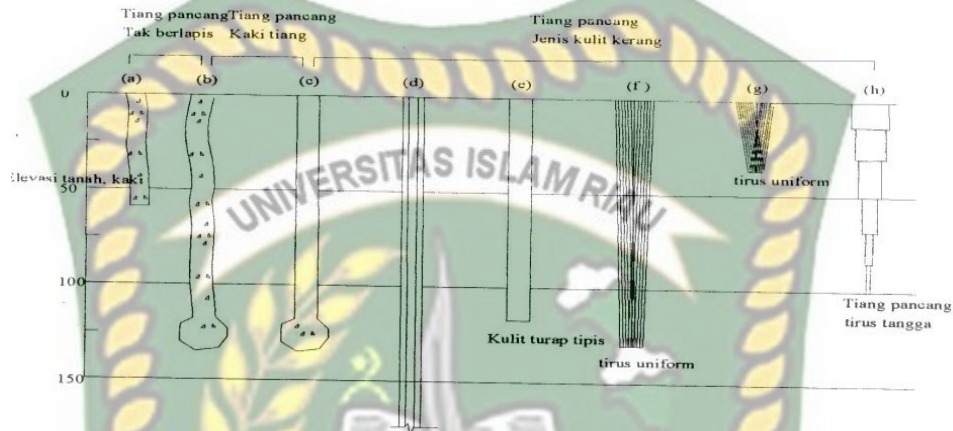 Tiang pancang
Tak berlapis
Tiang pancang
Kaki tiang
Tiang pancang
Jenis kulit kerang
(a)
(b)
(c)
(d)
(e)
(f)
(g)
(h)
0
Elevasi tanah, kaki
50
100
150
UNIVERSITAS ISLAM RIAU
tirus uniform
Kulit turap tipis
tirus uniform
Tiang pancang
tirus tangga